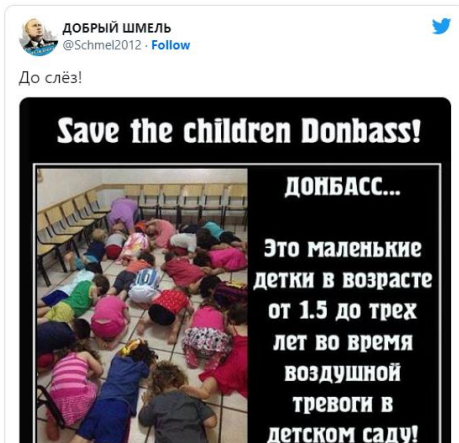 ДОБРЫЙ ШМЕЛЬ
@Schmel2012 · Follow
До слёз!
Save the children Donbass!
ДОНБАСС...
Это маленькие
детки в возрасте
от 1.5 до трех
лет во время
воздушной
тревоги в
детском саду!